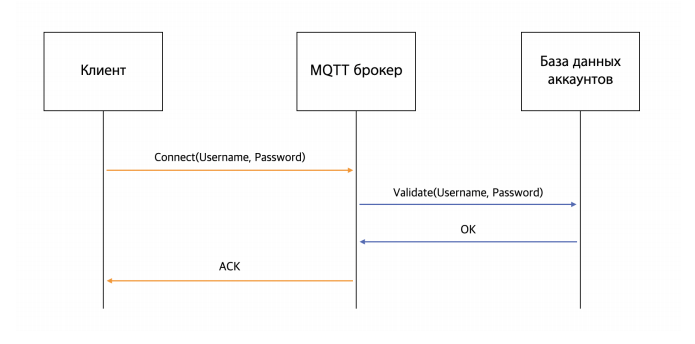 Клиент
MQTT брокер
База данных
аккаунтов
Connect(Username, Password)
Validate(Username, Password)
OK
ACK